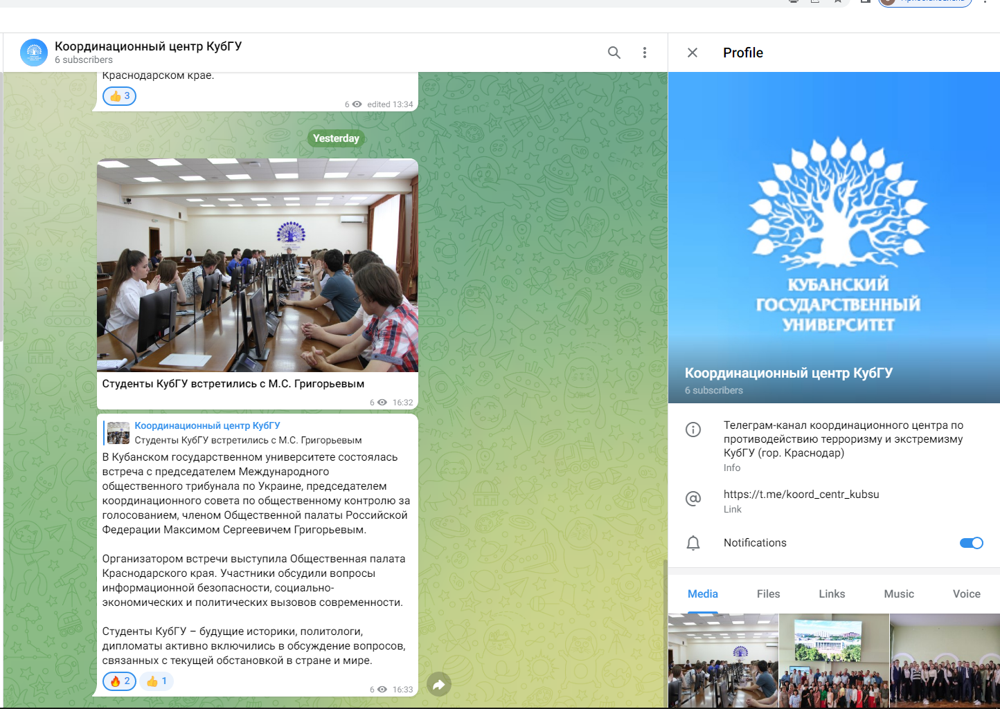 Координационный центр КубГУ
6 subscribers
Краснодарском крае.
👍 3
6 edited 13:34
Yesterday
Студенты КубГУ встретились с М.С. Григорьевым
6 16:32
Координационный центр КубГУ
Студенты КубГУ встретились с М.С. Григорьевым
В Кубанском государственном университете состоялась
встреча с председателем Международного
общественного трибунала по Украине, председателем
координационного совета по общественному контролю за
голосованием, членом Общественной палаты Российской
Федерации Максимом Сергеевичем Григорьевым.
Организатором встречи выступила Общественная палата
Краснодарского края. Участники обсудили вопросы
информационной безопасности, социально-
экономических и политических вызовов современности.
Студенты КубГУ – будущие историки, политологи,
дипломаты активно включились в обсуждение вопросов,
связанных с текущей обстановкой в стране и мире.
🔥 2 👍 1
6 16:33
Profile
КУБАНСКИЙ
ГОСУДАРСТВЕННЫЙ
УНИВЕРСИТЕТ
Координационный центр КубГУ
6 subscribers
Телеграм-канал координационного центра по
противодействию терроризму и экстремизму
КубГУ (гор. Краснодар)
Info
https://t.me/koord_centr_kubsu
Link
Notifications
Media Files Links Music Voice